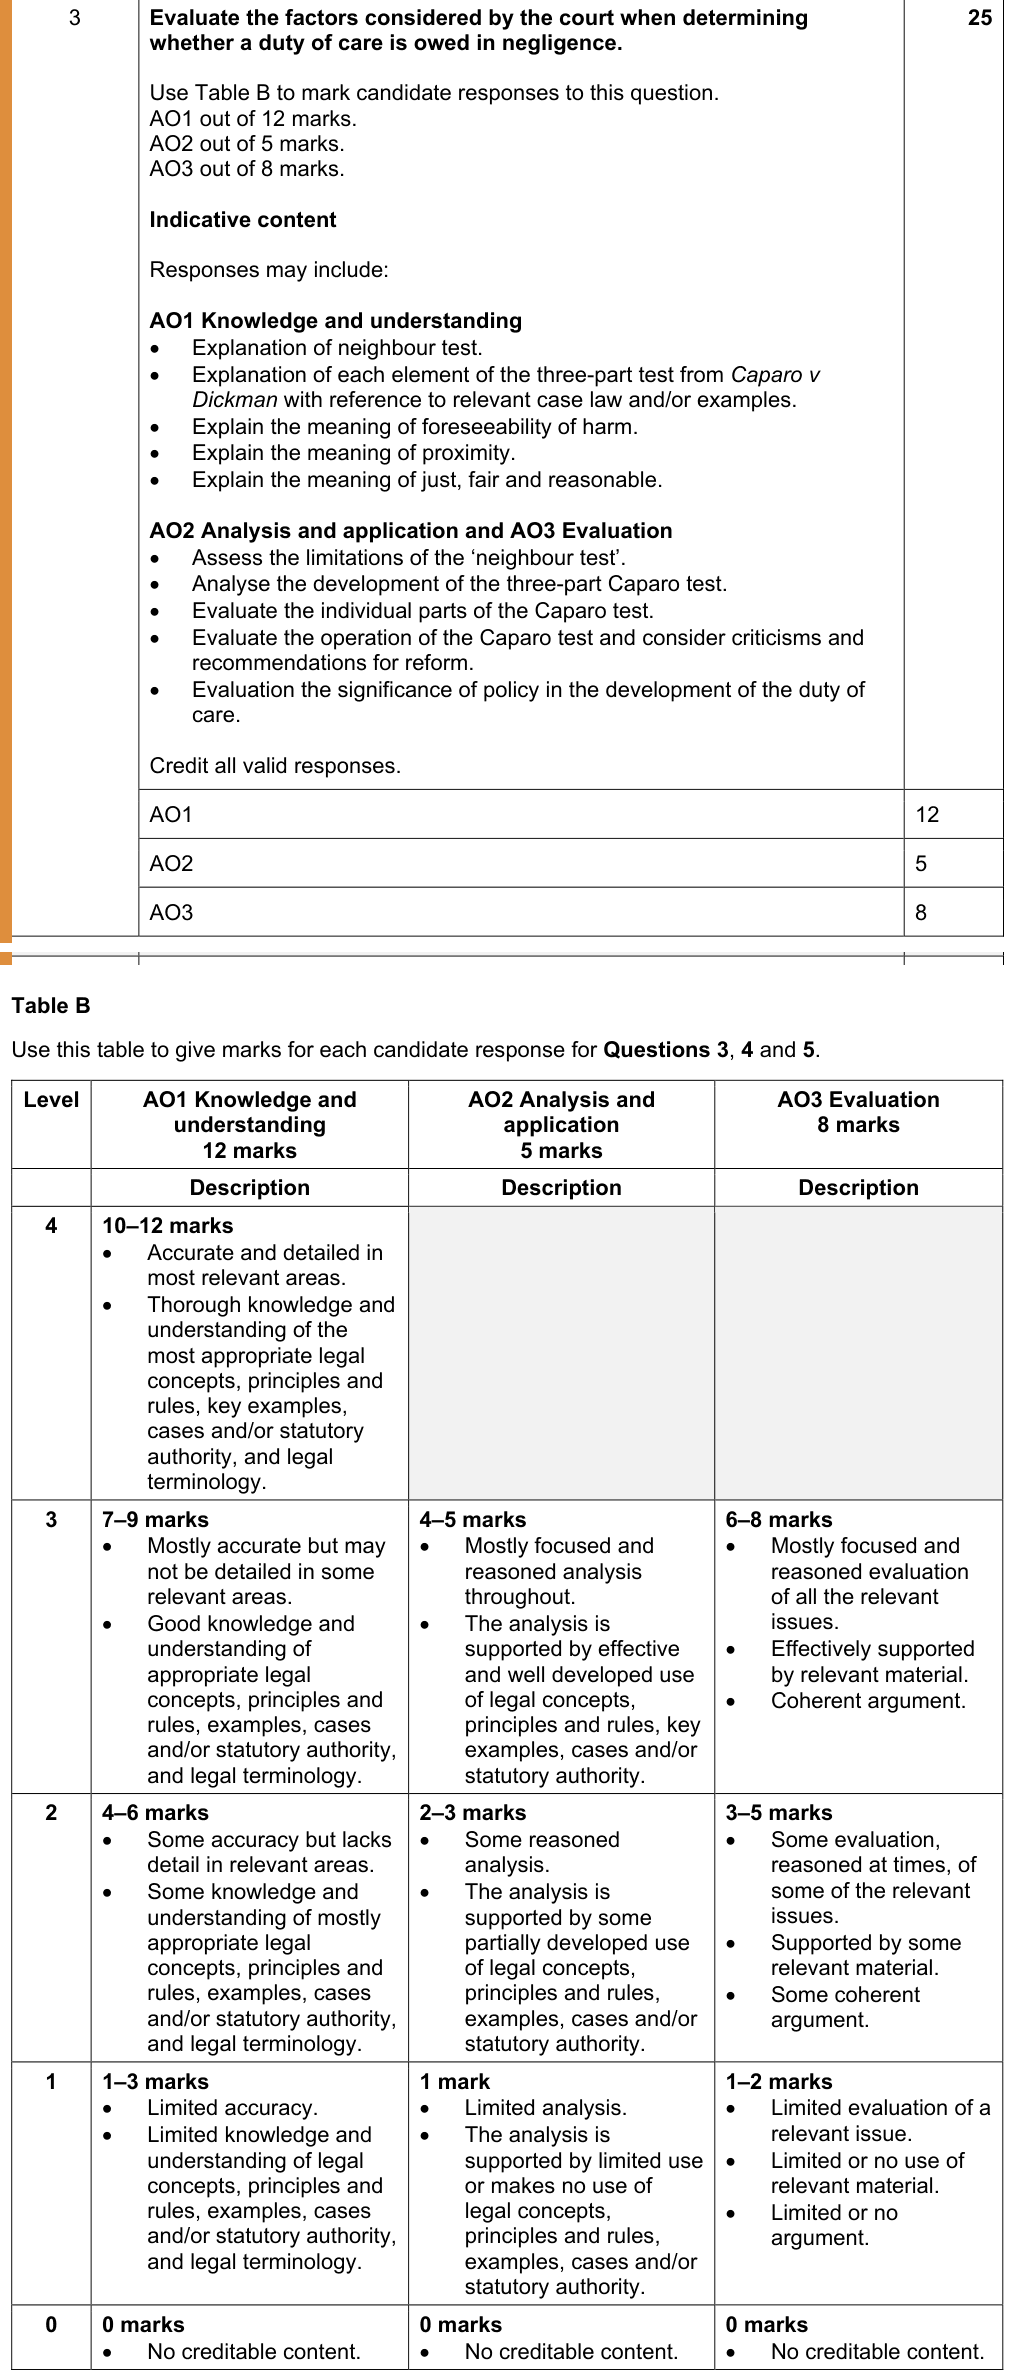 3
Evaluate the factors considered by the court when determining
whether a duty of care is owed in negligence.
25
Use Table B to mark candidate responses to this question.
AO1 out of 12 marks.
AO2 out of 5 marks.
AO3 out of 8 marks.
Indicative content
Responses may include:
AO1 Knowledge and understanding
• Explanation of neighbour test.
• Explanation of each element of the three-part test from Caparo v
Dickman with reference to relevant case law and/or examples.
• Explain the meaning of foreseeability of harm.
• Explain the meaning of proximity.
• Explain the meaning of just, fair and reasonable.
AO2 Analysis and application and AO3 Evaluation
• Assess the limitations of the ‘neighbour test’.
• Analyse the development of the three-part Caparo test.
• Evaluate the individual parts of the Caparo test.
• Evaluate the operation of the Caparo test and consider criticisms and
recommendations for reform.
• Evaluation the significance of policy in the development of the duty of
care.
Credit all valid responses.
AO1 12
AO2 5
AO3 8
Table B
Use this table to give marks for each candidate response for Questions 3, 4 and 5.
Level
AO1 Knowledge and
understanding
12 marks
AO2 Analysis and
application
5 marks
AO3 Evaluation
8 marks
Description
Description
Description
4
10–12 marks
• Accurate and detailed in
most relevant areas.
• Thorough knowledge and
understanding of the
most appropriate legal
concepts, principles and
rules, key examples,
cases and/or statutory
authority, and legal
terminology.
3
7–9 marks
• Mostly accurate but may
not be detailed in some
relevant areas.
• Good knowledge and
understanding of
appropriate legal
concepts, principles and
rules, examples, cases
and/or statutory authority,
and legal terminology.
4–5 marks
• Mostly focused and
reasoned analysis
throughout.
• The analysis is
supported by effective
and well developed use
of legal concepts,
principles and rules, key
examples, cases and/or
statutory authority.
6–8 marks
• Mostly focused and
reasoned evaluation
of all the relevant
issues.
• Effectively supported
by relevant material.
• Coherent argument.
2
4–6 marks
• Some accuracy but lacks
detail in relevant areas.
• Some knowledge and
understanding of mostly
appropriate legal
concepts, principles and
rules, examples, cases
and/or statutory authority,
and legal terminology.
2–3 marks
• Some reasoned
analysis.
• The analysis is
supported by some
partially developed use
of legal concepts,
principles and rules,
examples, cases and/or
statutory authority.
3–5 marks
• Some evaluation,
reasoned at times, of
some of the relevant
issues.
• Supported by some
relevant material.
• Some coherent
argument.
1
1–3 marks
• Limited accuracy.
• Limited knowledge and
understanding of legal
concepts, principles and
rules, examples, cases
and/or statutory authority,
and legal terminology.
1 mark
• Limited analysis.
• The analysis is
supported by limited use
or makes no use of
legal concepts,
principles and rules,
examples, cases and/or
statutory authority.
1–2 marks
• Limited evaluation of a
relevant issue.
• Limited or no use of
relevant material.
• Limited or no
argument.
0
0 marks
• No creditable content.
0 marks
• No creditable content.
0 marks
• No creditable content.